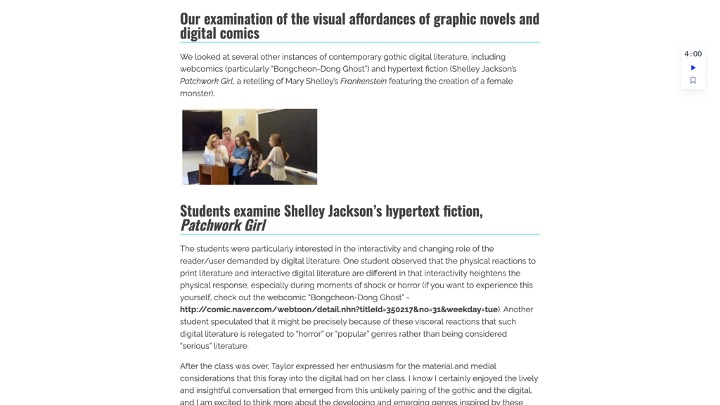 Our examination of the visual affordances of graphic novels and
digital comics
We looked at several other instances of contemporary gothic digital literature, including
webcomics (particularly “Bongcheon-Dong Ghost”) and hypertext fiction (Shelley Jackson’s
Patchwork Girl, a retelling of Mary Shelley’s Frankenstein featuring the creation of a female
monster).
4:00
Students examine Shelley Jackson’s hypertext fiction,
Patchwork Girl
The students were particularly interested in the interactivity and changing role of the
reader/user demanded by digital literature. One student observed that the physical reactions to
print literature and interactive digital literature are different in that interactivity heightens the
physical response, especially during moments of shock or horror (if you want to experience this
yourself, check out the webcomic “Bongcheon-Dong Ghost” -
http://comic.naver.com/webtoon/detail.nhn?titleId=350217&no=31&weekday=tue). Another
student speculated that it might be precisely because of these visceral reactions that such
digital literature is relegated to “horror” or “popular” genres rather than being considered
“serious” literature.
After the class was over, Taylor expressed her enthusiasm for the material and medial
considerations that this foray into the digital had on her class. I know I certainly enjoyed the lively
and insightful conversation that emerged from this unlikely pairing of the gothic and the digital,
and I am excited to think more about the developing and emerging genres inspired by these